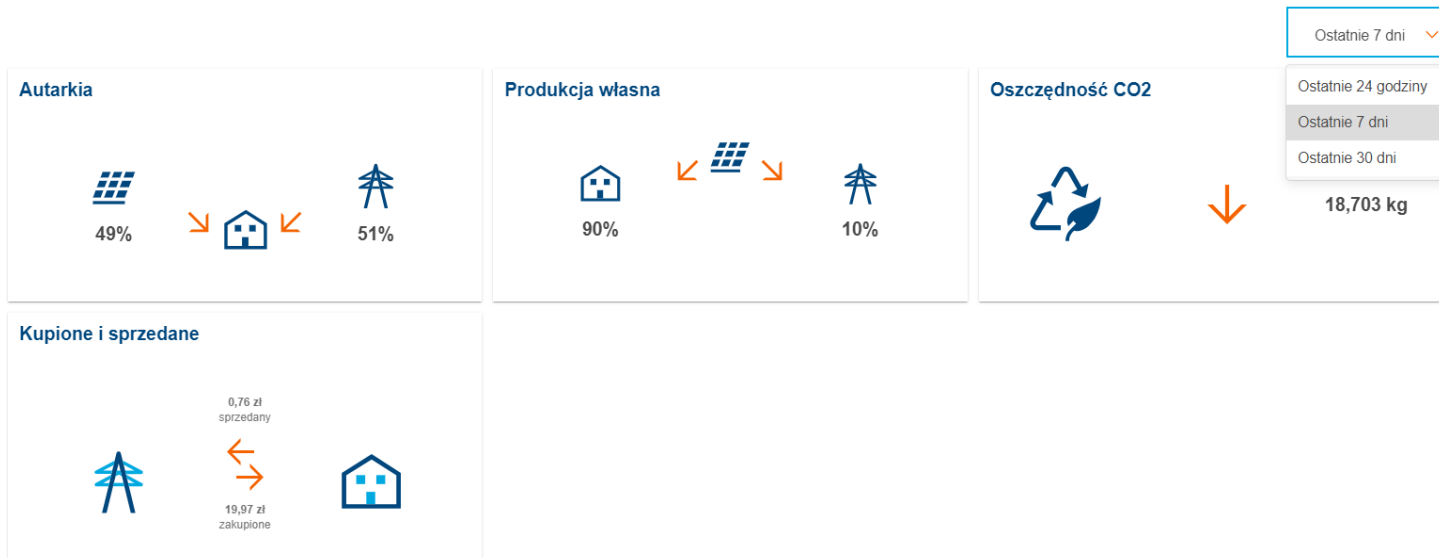 Ostatnie 7 dni
Ostatnie 24 godziny
Ostatnie 7 dni
Ostatnie 30 dni
Autarkia
49%
51%
Produkcja własna
90%
10%
Oszczędność CO2
18,703 kg
Kupione i sprzedane
0,76 zł
sprzedany
19,97 zł
zakupione